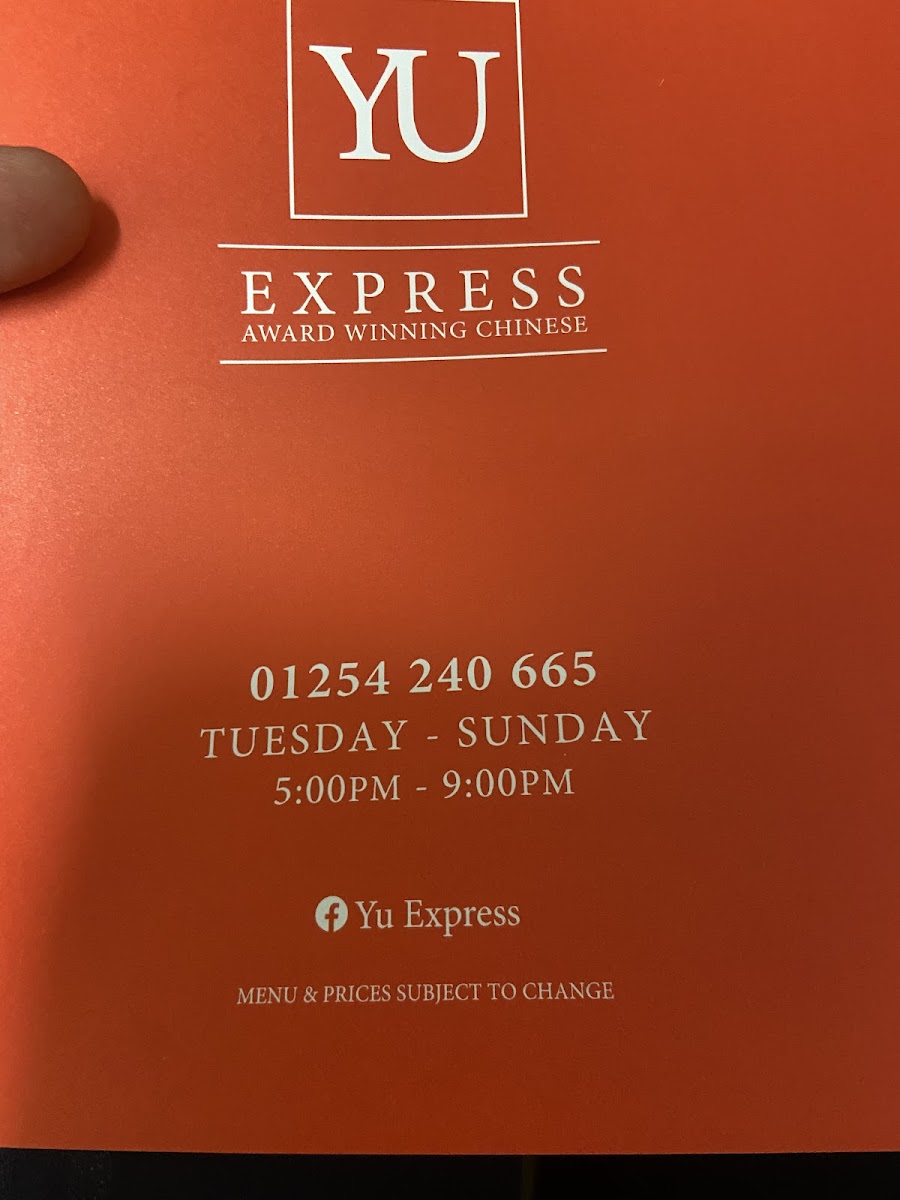 YU
EXPRESS
AWARD WINNING CHINESE
01254 240 665
TUESDAY - SUNDAY
5:00PM - 9:00PM
Yu Express
MENU & PRICES SUBJECT TO CHANGE